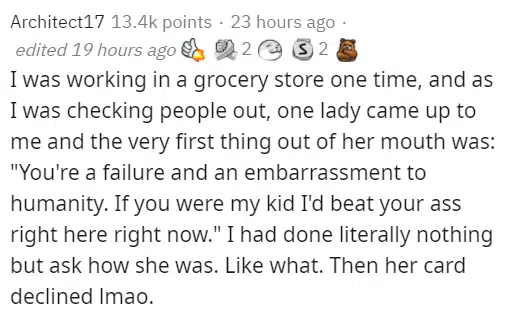 Architect17 13.4k points · 23 hours ago ·
edited 19 hours ago 2 S 2
I was working in a grocery store one time, and as
I was checking people out, one lady came up to
me and the very first thing out of her mouth was:
"You're a failure and an embarrassment to
humanity. If you were my kid I'd beat your ass
right here right now." I had done literally nothing
but ask how she was. Like what. Then her card
declined lmao.